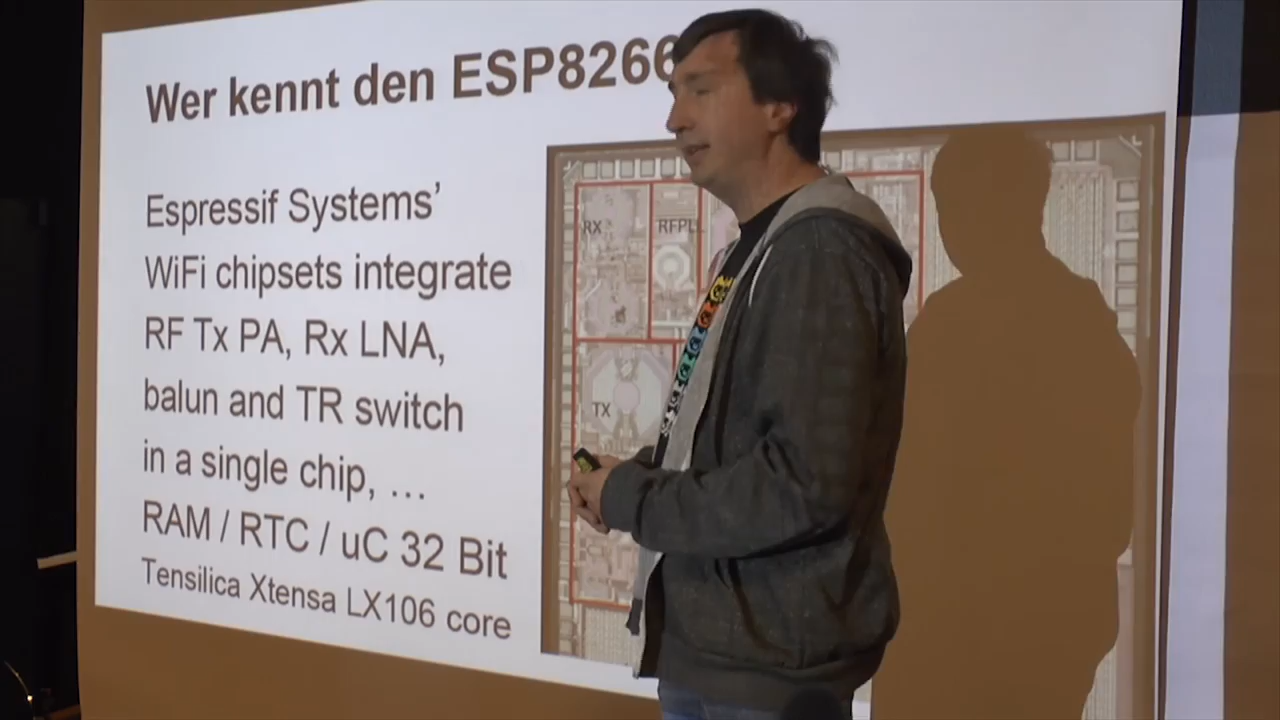 Wer kennt den ESP8266
Espressif Systems’
WiFi chipsets integrate
RF Tx PA, Rx LNA,
balun and TR switch
in a single chip, …
RAM / RTC / uC 32 Bit
Tensilica Xtensa LX106 core
RX
RFPLL
TX